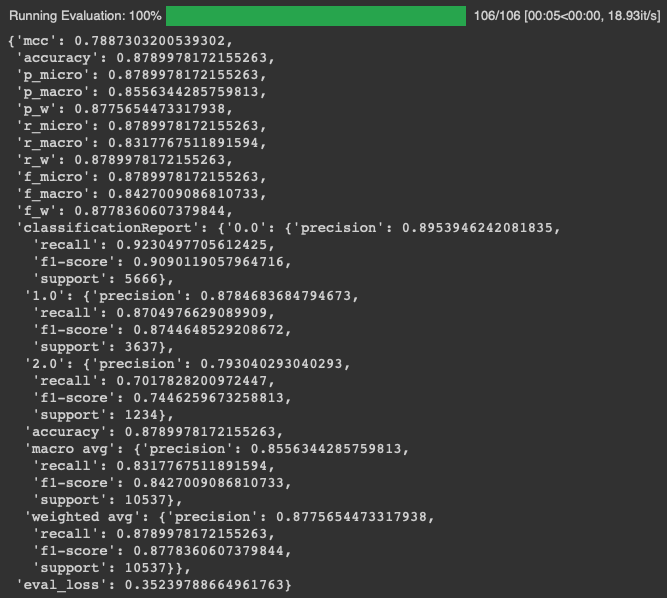 Running Evaluation: 100% 106/106 [00:05<00:00, 18.93it/s]
{'mcc': 0.7887303200539302,
'accuracy': 0.8789978172155263,
'p_micro': 0.8789978172155263,
'p_macro': 0.8556344285759813,
'p_w': 0.8775654473317938,
'r_micro': 0.8789978172155263,
'r_macro': 0.8317767511891594,
'r_w': 0.8789978172155263,
'f_micro': 0.8789978172155263,
'f_macro': 0.8427009086810733,
'f_w': 0.8778360607379844,
'classificationReport': {'0.0': {'precision': 0.8953946242081835,
'recall': 0.9230497705612425,
'f1-score': 0.9090119057964716,
'support': 5666},
'1.0': {'precision': 0.8784683684794673,
'recall': 0.8704976629089909,
'f1-score': 0.8744648529208672,
'support': 3637},
'2.0': {'precision': 0.793040293040293,
'recall': 0.7017828200972447,
'f1-score': 0.7446259673258813,
'support': 1234},
'accuracy': 0.8789978172155263,
'macro avg': {'precision': 0.8556344285759813,
'recall': 0.8317767511891594,
'f1-score': 0.8427009086810733,
'support': 10537},
'weighted avg': {'precision': 0.8775654473317938,
'recall': 0.8789978172155263,
'f1-score': 0.8778360607379844,
'support': 10537}},
'eval_loss': 0.35239788664961763}